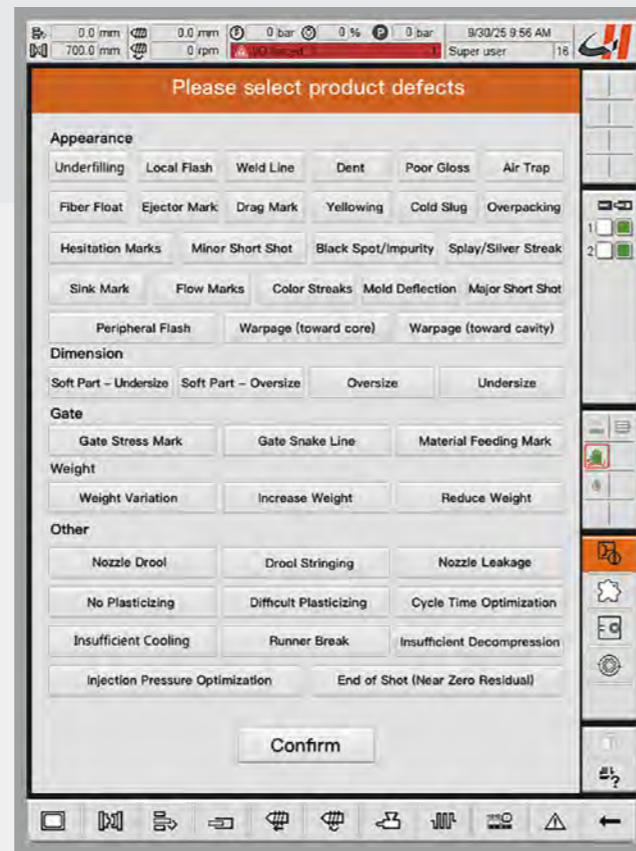 0.0 mm 0.0 mm 0 bar 0 % P 0 bar 9/30/25 9:56 AM
700.0 mm 0 rpm 1 Super user 16
Please select product defects
Appearance
Underfilling Local Flash Weld Line Dent Poor Gloss Air Trap
Fiber Float Ejector Mark Drag Mark Yellowing Cold Slug Overpacking
Hesitation Marks Minor Short Shot Black Spot/Impurity Splay/Silver Streak
Sink Mark Flow Marks Color Streaks Mold Deflection Major Short Shot
Peripheral Flash Warpage (toward core) Warpage (toward cavity)
Dimension
Soft Part – Undersize Soft Part – Oversize Oversize Undersize
Gate
Gate Stress Mark Gate Snake Line Material Feeding Mark
Weight
Weight Variation Increase Weight Reduce Weight
Other
Nozzle Drool Drool Stringing Nozzle Leakage
No Plasticizing Difficult Plasticizing Cycle Time Optimization
Insufficient Cooling Runner Break Insufficient Decompression
Injection Pressure Optimization End of Shot (Near Zero Residual)
Confirm
1
2
?